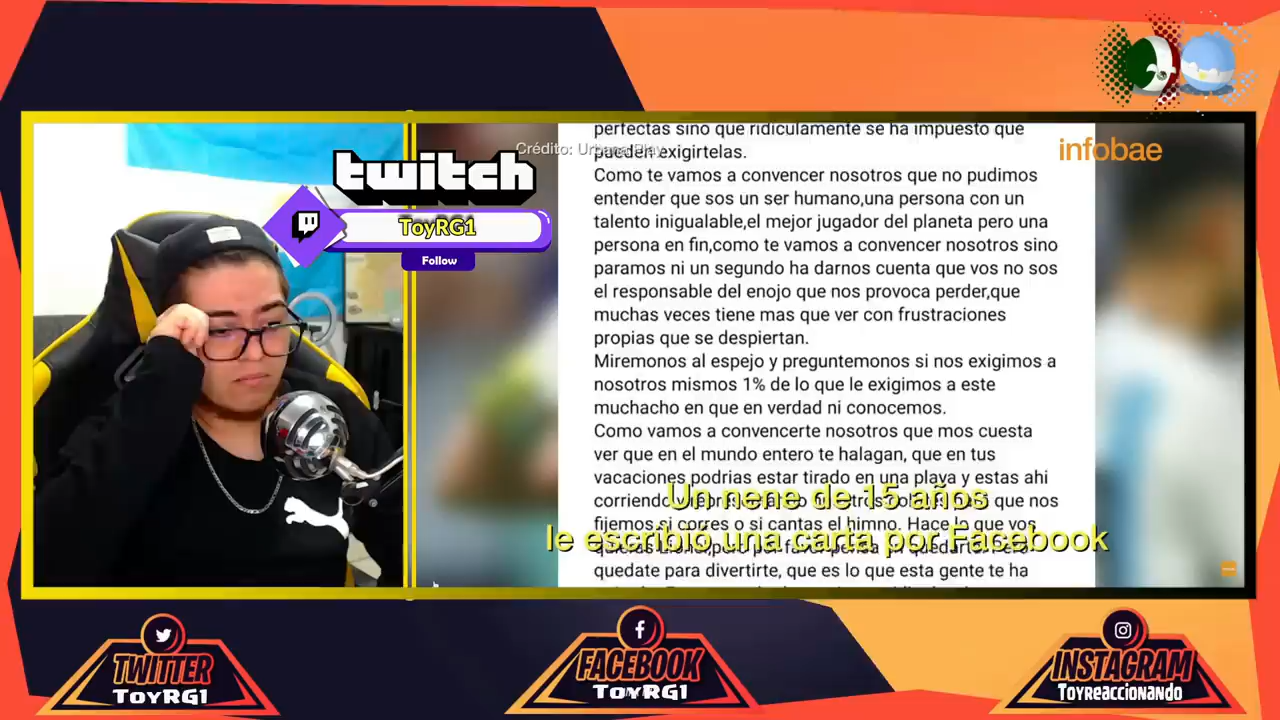 perfectas sino que ridiculamente se ha impuesto que
Crédito: Urbana Play
infobae
pueden exigirtelas.
twitch
ToyRG1
Follow
Como te vamos a convencer nosotros que no pudimos
entender que sos un ser humano,una persona con un
talento inigualable,el mejor jugador del planeta pero una
persona en fin,como te vamos a convencer nosotros sino
paramos ni un segundo ha darnos cuenta que vos no sos
el responsable del enojo que nos provoca perder,que
muchas veces tiene mas que ver con frustraciones
propias que se despiertan.
Miremonos al espejo y preguntemonos si nos exigimos a
nosotros mismos 1% de lo que le exigimos a este
muchacho en que en verdad ni conocemos.
Como vamos a convencerte nosotros que mos cuesta
ver que en el mundo entero te halagan, que en tus
vacaciones podrias estar tirado en una playa y estas ahi
corriendo que nos
fijemos si corres o si cantas el himno. Hace lo que vos
quedate para divertirte, que es lo que esta gente te ha
Un nene de 15 años
le escribió una carta por Facebook
TWITTER
ToyRG1
FACEBOOK
ToyRG1
INSTAGRAM
Toyreaccionando